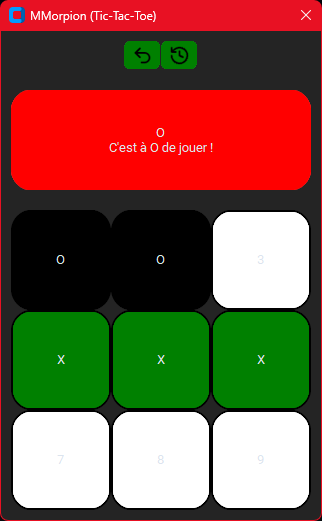 MMorpion (Tic-Tac-Toe)
O
C'est à O de jouer !
O O 3
X X X
7 8 9